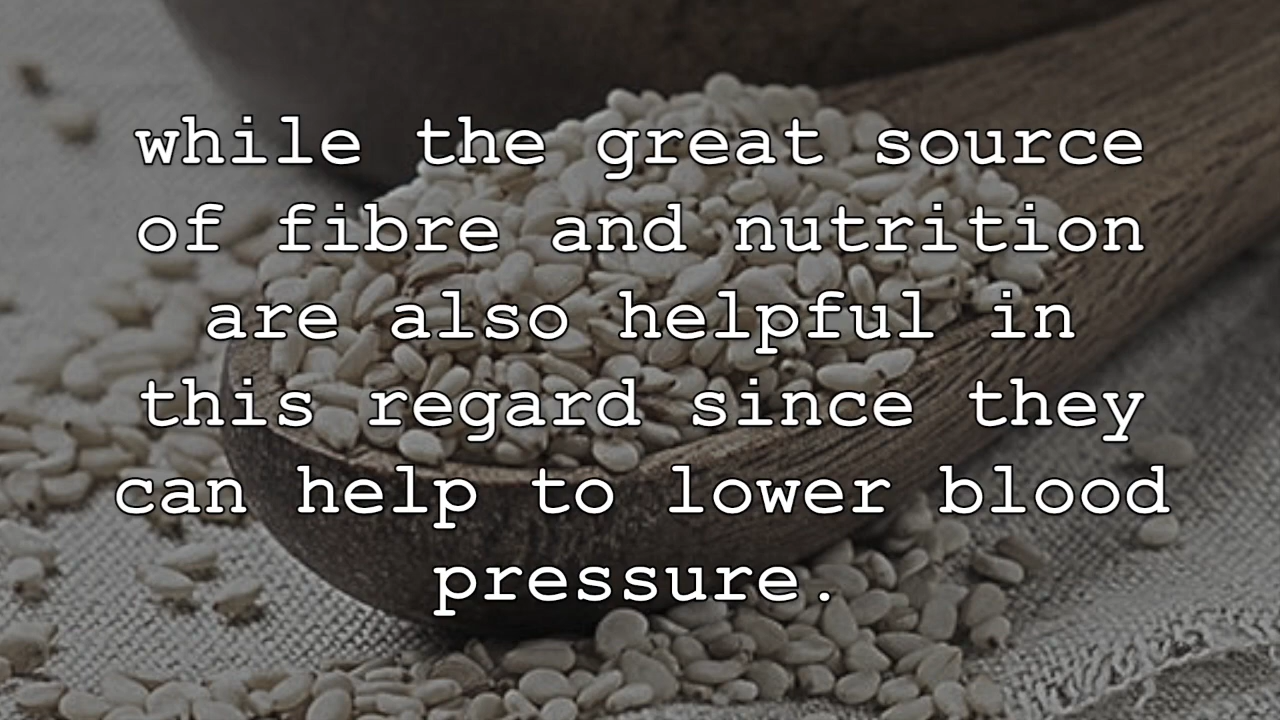 while the great source
of fibre and nutrition
are also helpful in
this regard since they
can help to lower blood
pressure.